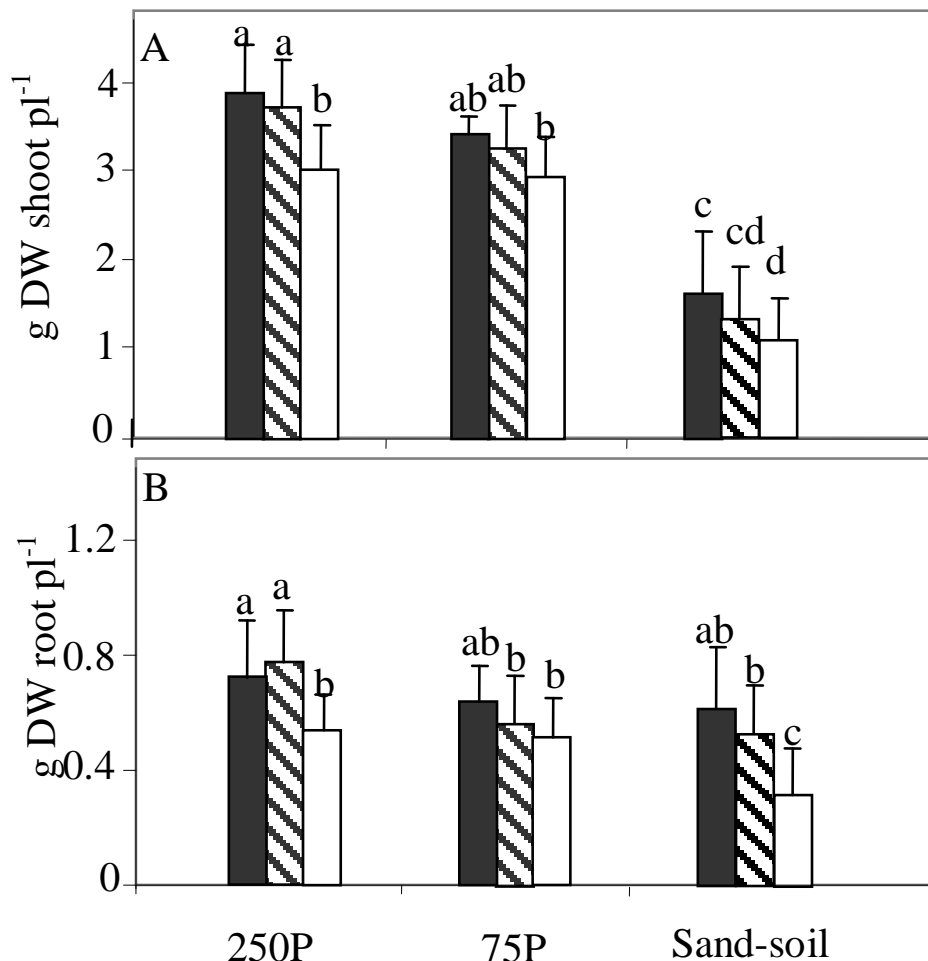 A
a a b
ab ab b
c cd d
4
3
2
1
0
g DW shoot pl-1
B
a a b
ab b b
ab b c
1.2
0.8
0.4
0
g DW root pl-1
250P 75P Sand-soil